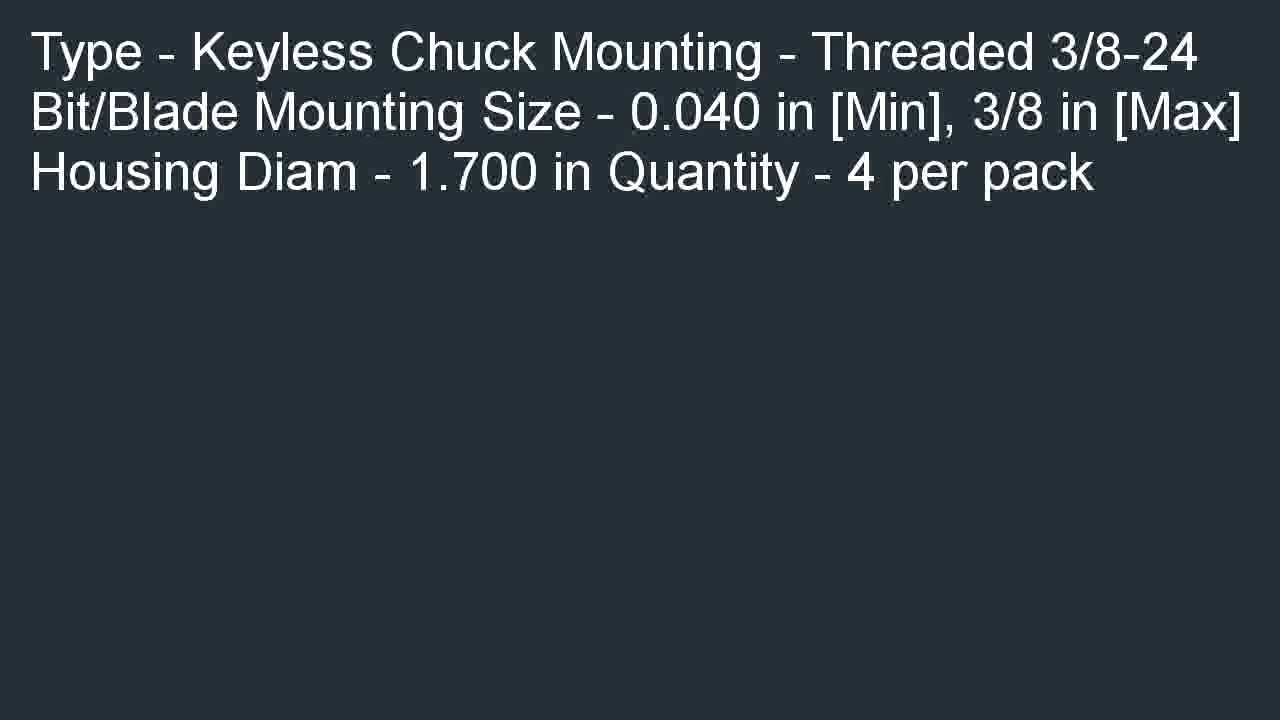 Type - Keyless Chuck Mounting - Threaded 3/8-24
Bit/Blade Mounting Size - 0.040 in [Min], 3/8 in [Max]
Housing Diam - 1.700 in Quantity - 4 per pack